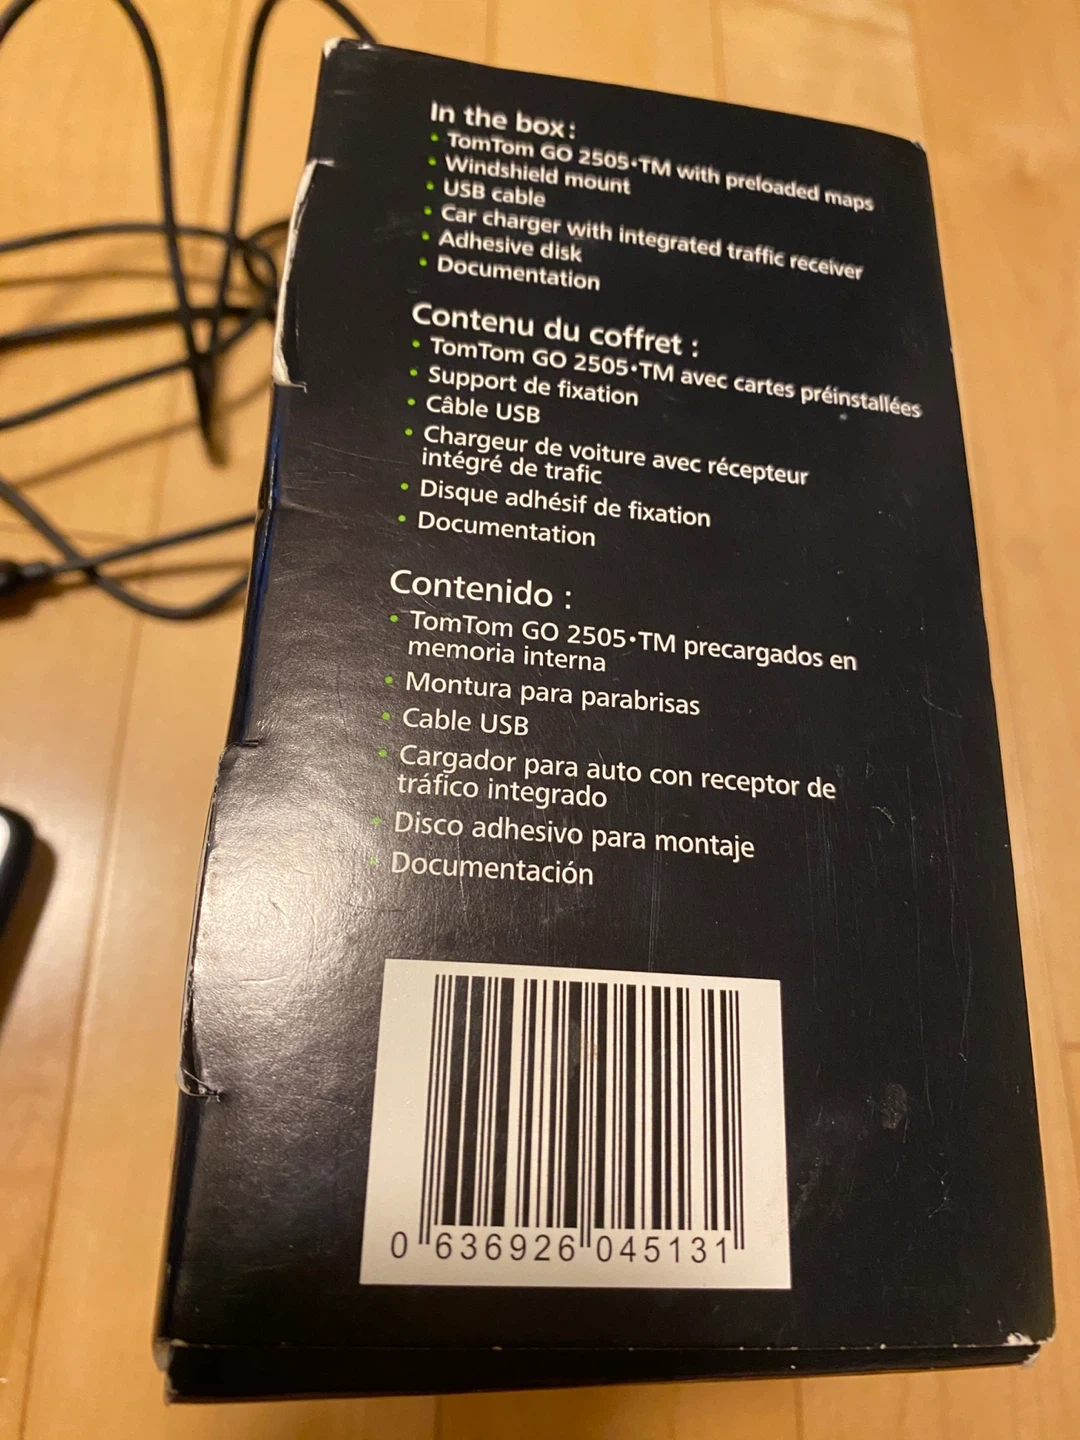 In the box:
• TomTom GO 2505•TM with preloaded maps
• Windshield mount
• USB cable
• Car charger with integrated traffic receiver
• Adhesive disk
• Documentation
Contenu du coffret :
• TomTom GO 2505•TM avec cartes préinstallées
• Support de fixation
• Câble USB
• Chargeur de voiture avec récepteur
intégré de trafic
• Disque adhésif de fixation
• Documentation
Contenido :
• TomTom GO 2505•TM precargados en
memoria interna
• Montura para parabrisas
• Cable USB
• Cargador para auto con receptor de
tráfico integrado
• Disco adhesivo para montaje
• Documentación
0 636926 045131